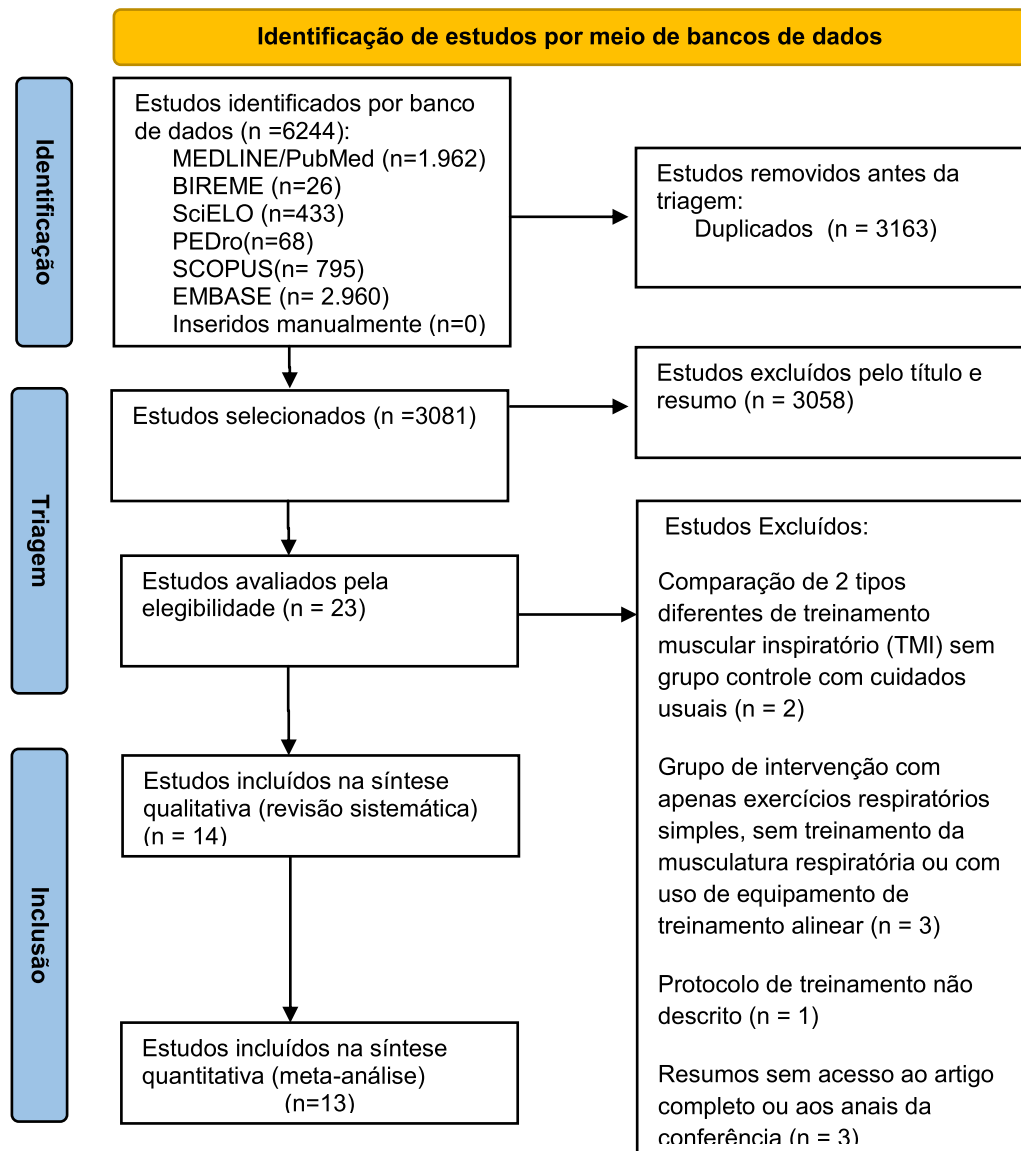 Identificação de estudos por meio de bancos de dados
Identificação
Estudos identificados por banco
de dados (n =6244):
MEDLINE/PubMed (n=1.962)
BIREME (n=26)
SciELO (n=433)
PEDro(n=68)
SCOPUS(n= 795)
EMBASE (n= 2.960)
Inseridos manualmente (n=0)
Estudos removidos antes da
triagem:
Duplicados (n = 3163)
Triagem
Estudos selecionados (n =3081)
Estudos excluídos pelo título e
resumo (n = 3058)
Estudos avaliados pela
elegibilidade (n = 23)
Estudos Excluídos:
Comparação de 2 tipos
diferentes de treinamento
muscular inspiratório (TMI) sem
grupo controle com cuidados
usuais (n = 2)
Grupo de intervenção com
apenas exercícios respiratórios
simples, sem treinamento da
musculatura respiratória ou com
uso de equipamento de
treinamento alinear (n = 3)
Protocolo de treinamento não
descrito (n = 1)
Resumos sem acesso ao artigo
completo ou aos anais da
conferência (n = 3)
Inclusão
Estudos incluídos na síntese
qualitativa (revisão sistemática)
(n = 14)
Estudos incluídos na síntese
quantitativa (meta-análise)
(n=13)